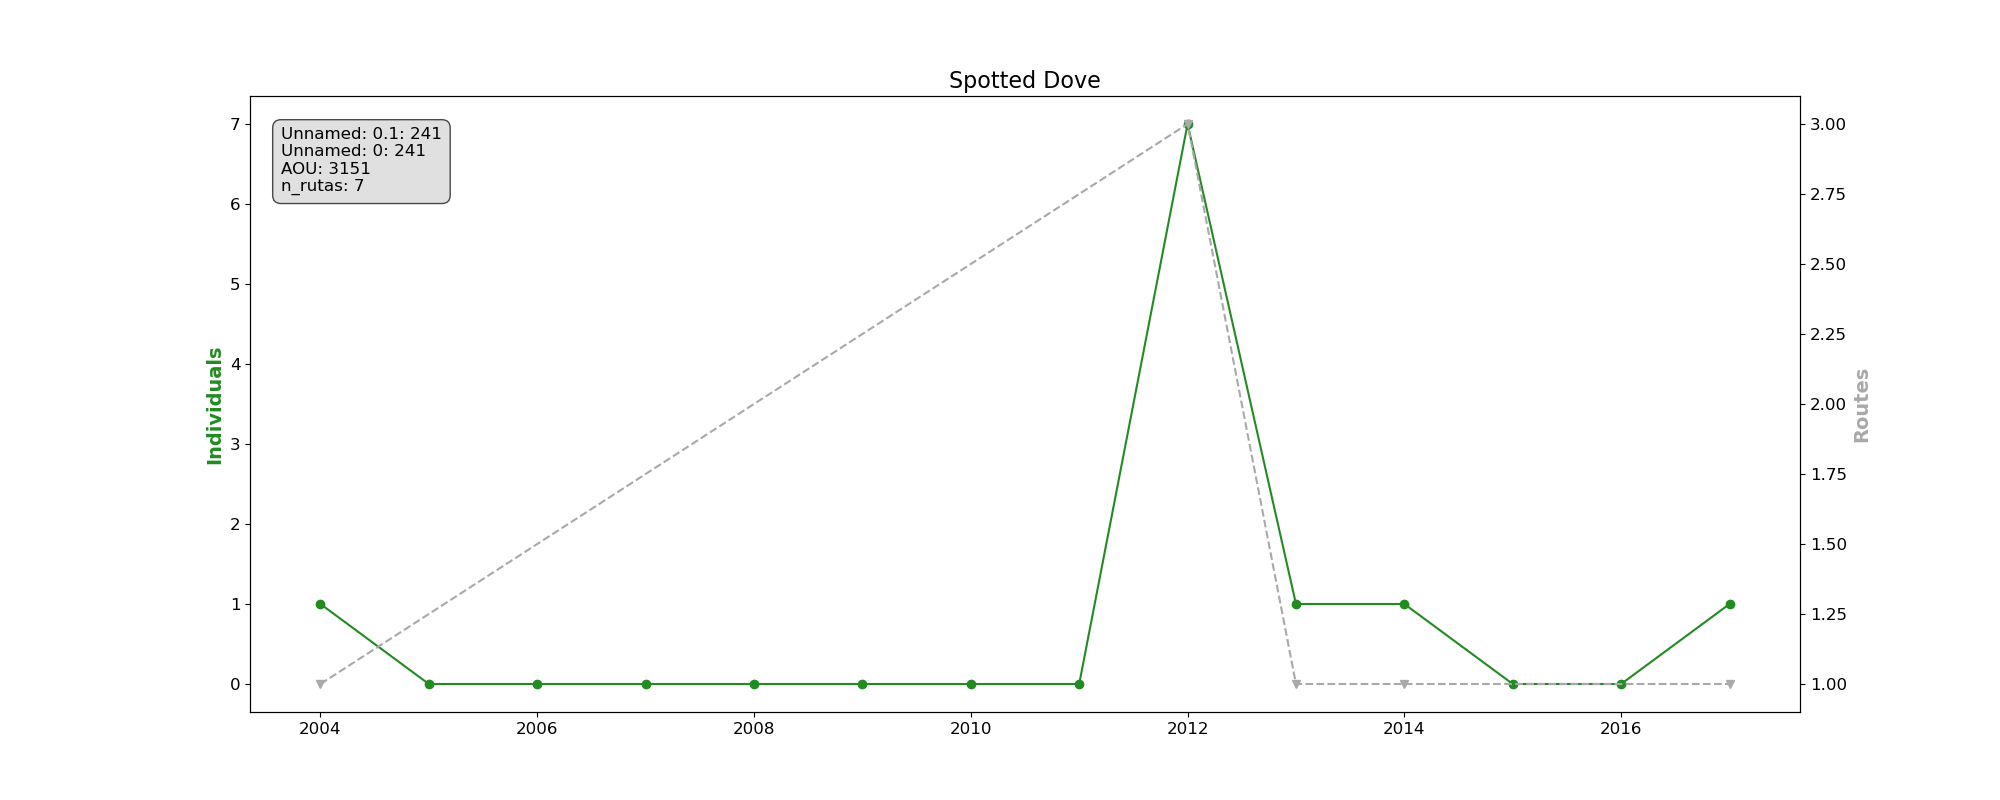 Spotted Dove
Unnamed: 0.1: 241
Unnamed: 0: 241
AOU: 3151
n_rutas: 7
Individuals
7
6
5
4
3
2
1
0
3.00
2.75
2.50
2.25
2.00
1.75
1.50
1.25
1.00
Routes
2004 2006 2008 2010 2012 2014 2016